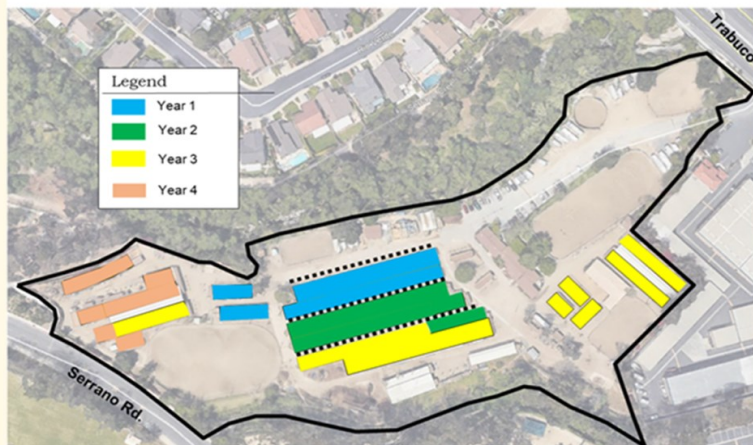 Trabuco
Legend
Year 1
Year 2
Year 3
Year 4
Serrano Rd.